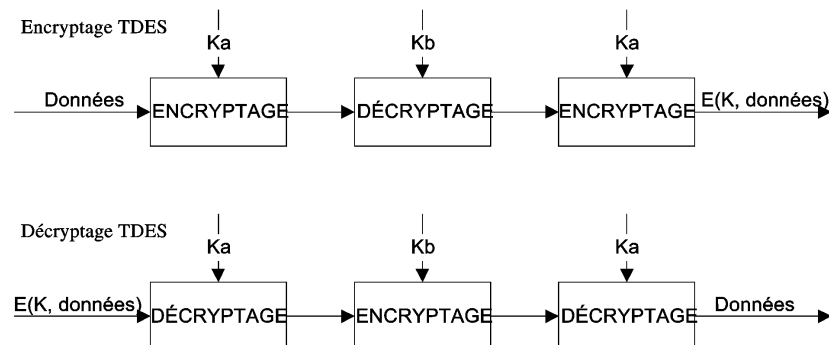 Encryptage TDES
Ka Kb Ka
Données ENCRYPTAGE DÉCRYPTAGE ENCRYPTAGE E(K, données)
Décryptage TDES
Ka Kb Ka
E(K, données) DÉCRYPTAGE ENCRYPTAGE DÉCRYPTAGE Données